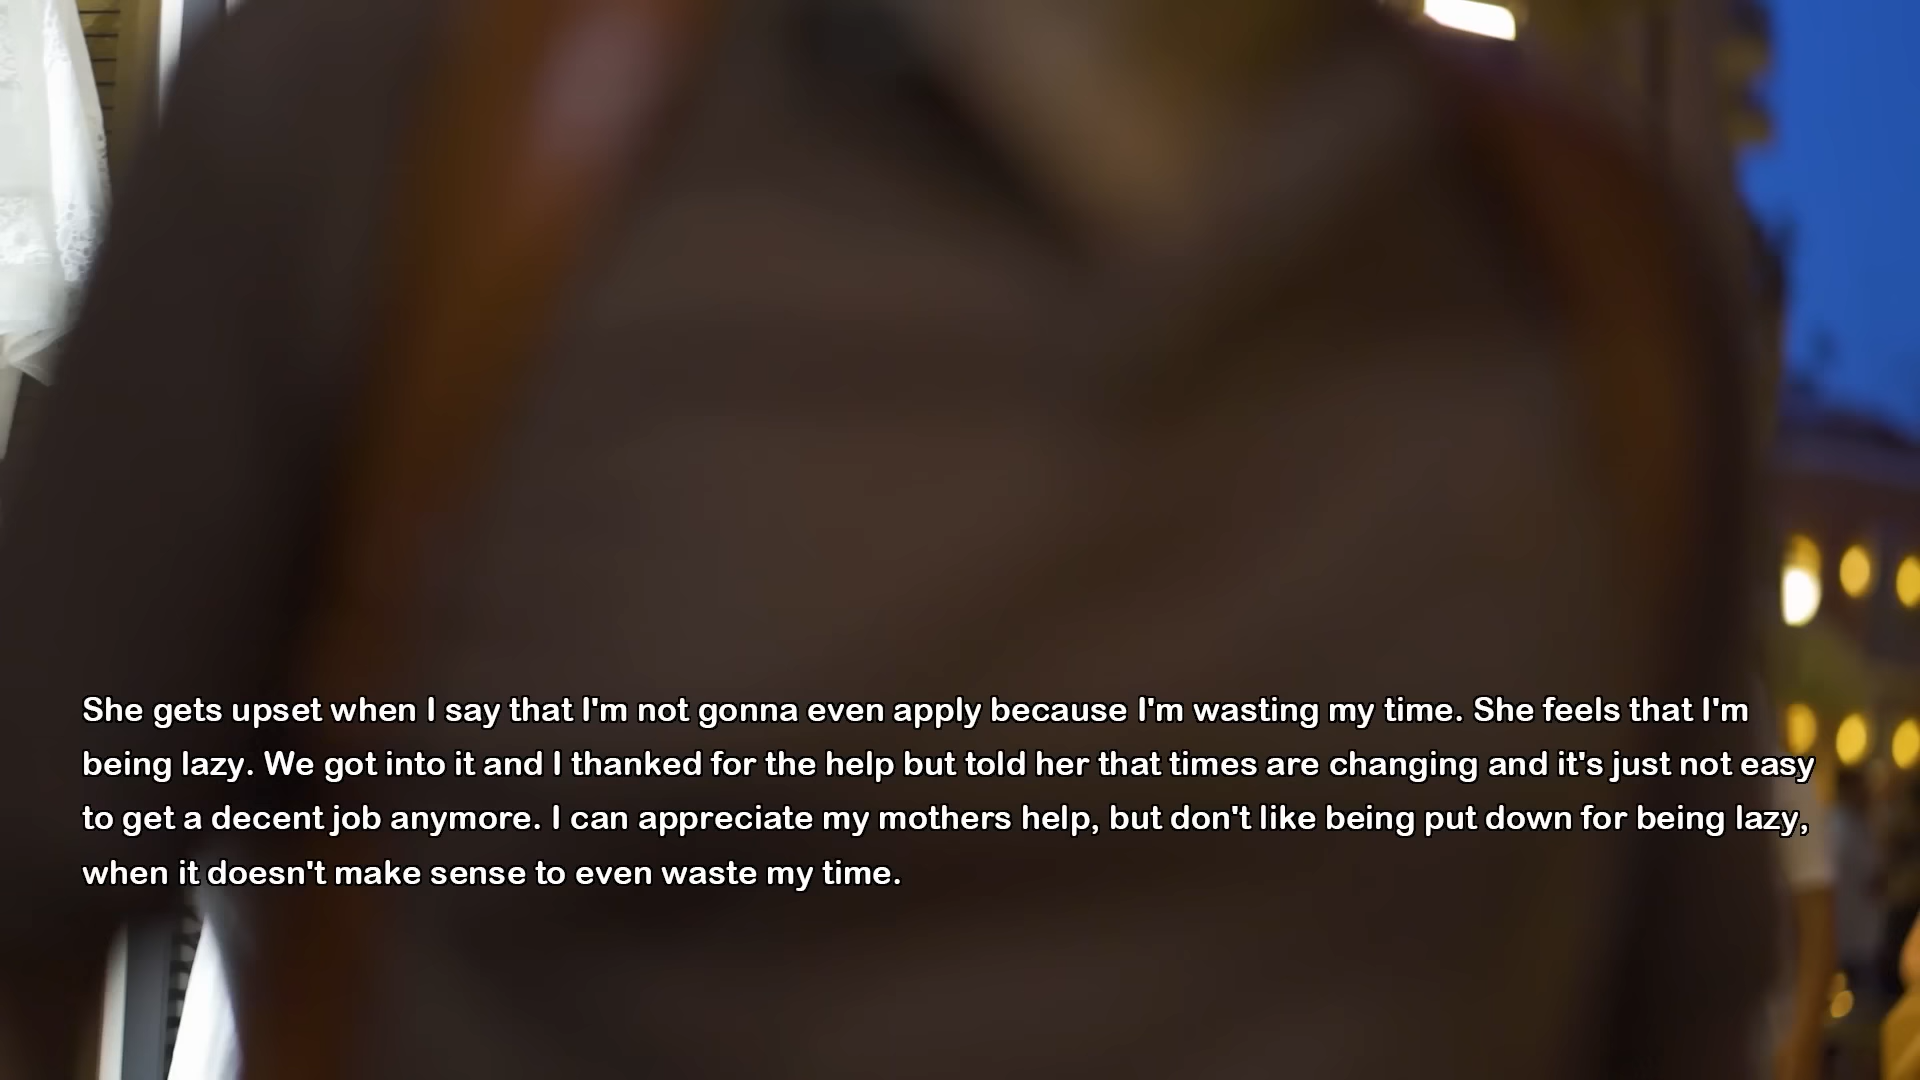 She gets upset when I say that I'm not gonna even apply because I'm wasting my time. She feels that I'm
being lazy. We got into it and I thanked for the help but told her that times are changing and it's just not easy
to get a decent job anymore. I can appreciate my mothers help, but don't like being put down for being lazy,
when it doesn't make sense to even waste my time.